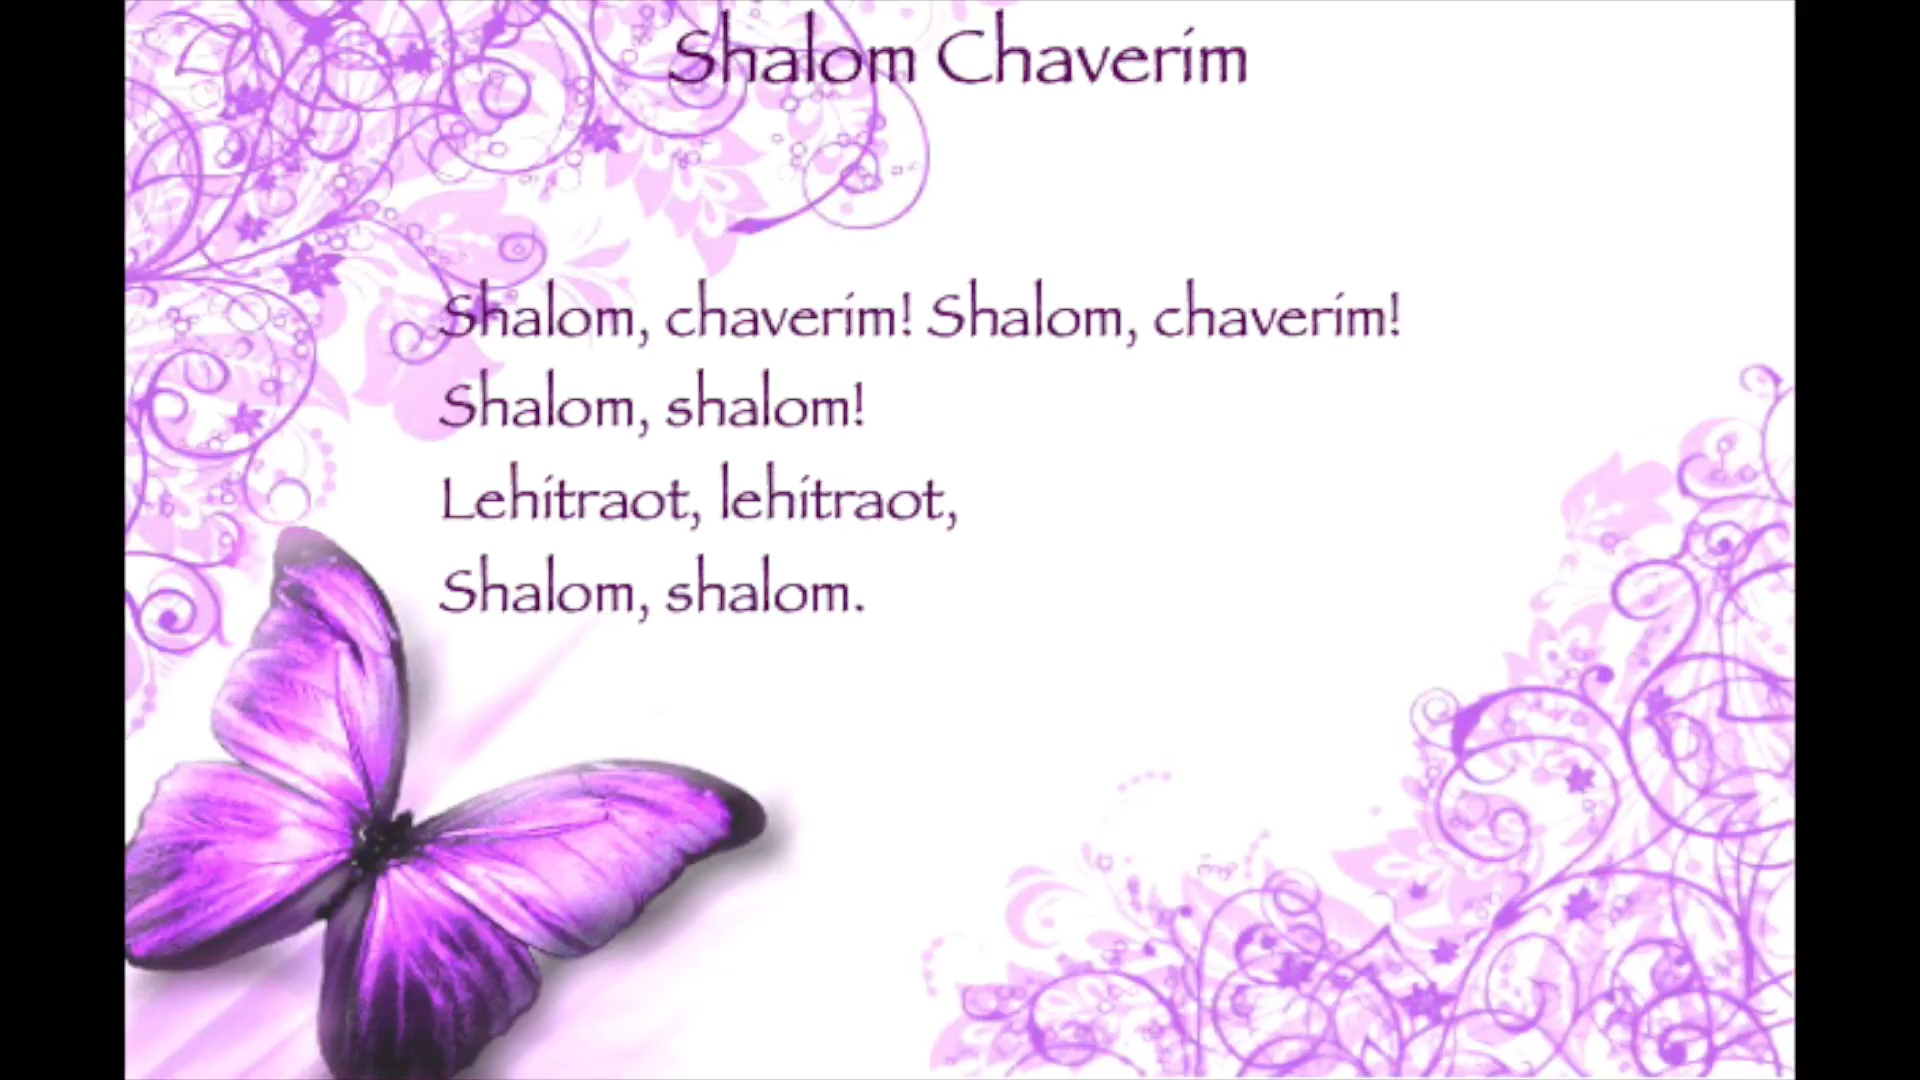 Shalom Chaverim
Shalom, chaverim! Shalom, chaverim!
Shalom, shalom!
Lehitraot, lehitraot,
Shalom, shalom.